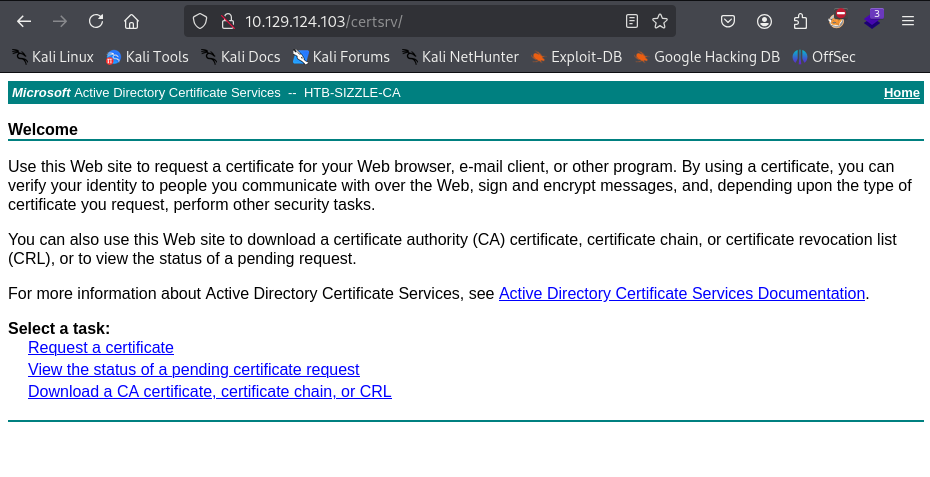 10.129.124.103/certsrv/
3
Kali Linux Kali Tools Kali Docs Kali Forums Kali NetHunter Exploit-DB Google Hacking DB OffSec
Microsoft Active Directory Certificate Services -- HTB-SIZZLE-CA Home
Welcome
Use this Web site to request a certificate for your Web browser, e-mail client, or other program. By using a certificate, you can
verify your identity to people you communicate with over the Web, sign and encrypt messages, and, depending upon the type of
certificate you request, perform other security tasks.
You can also use this Web site to download a certificate authority (CA) certificate, certificate chain, or certificate revocation list
(CRL), or to view the status of a pending request.
For more information about Active Directory Certificate Services, see Active Directory Certificate Services Documentation.
Select a task:
Request a certificate
View the status of a pending certificate request
Download a CA certificate, certificate chain, or CRL